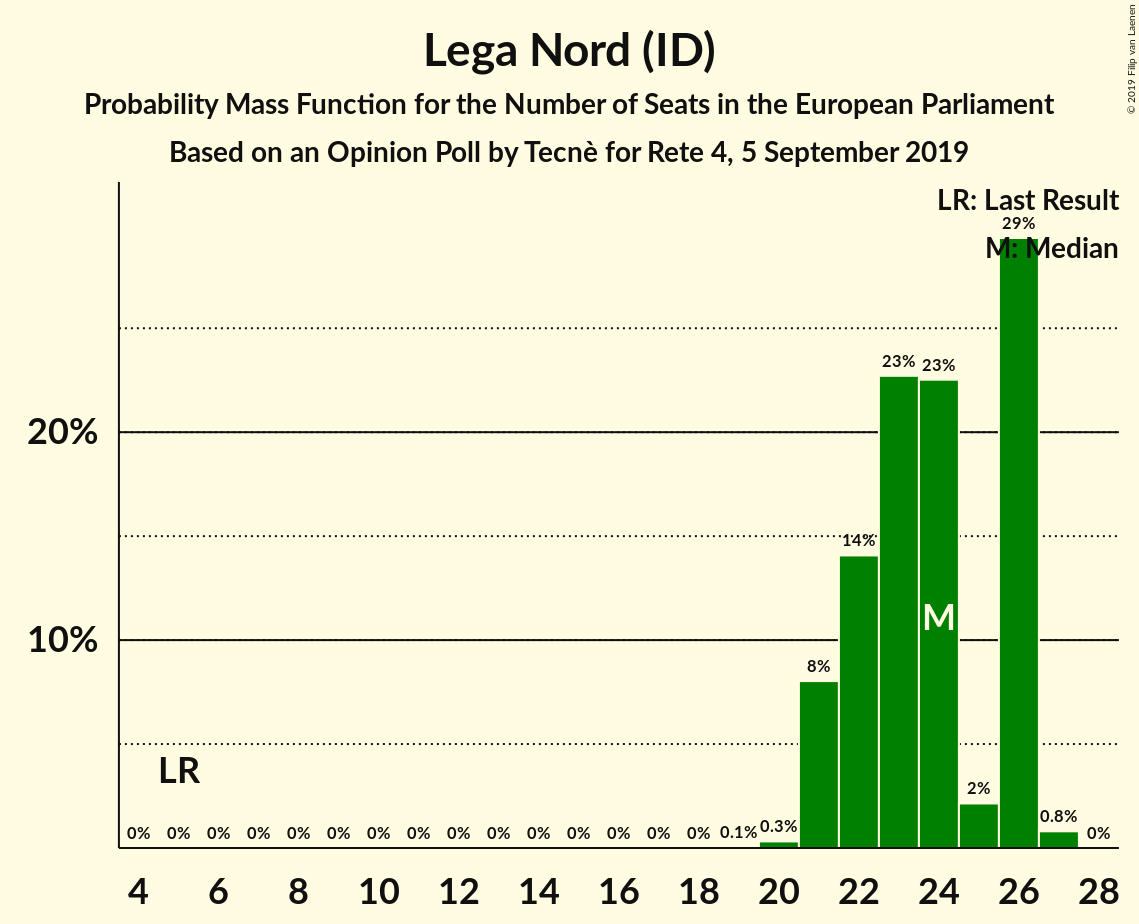 Lega Nord (ID)
Probability Mass Function for the Number of Seats in the European Parliament
Based on an Opinion Poll by Tecnè for Rete 4, 5 September 2019
© 2019 Filip van Laenen
LR: Last Result
29%
M: Median
23% 23%
20%
14%
M
10%
8%
LR
2%
0% 0% 0% 0% 0% 0% 0% 0% 0% 0% 0% 0% 0% 0% 0% 0.1% 0.3% 0.8% 0%
4 6 8 10 12 14 16 18 20 22 24 26 28